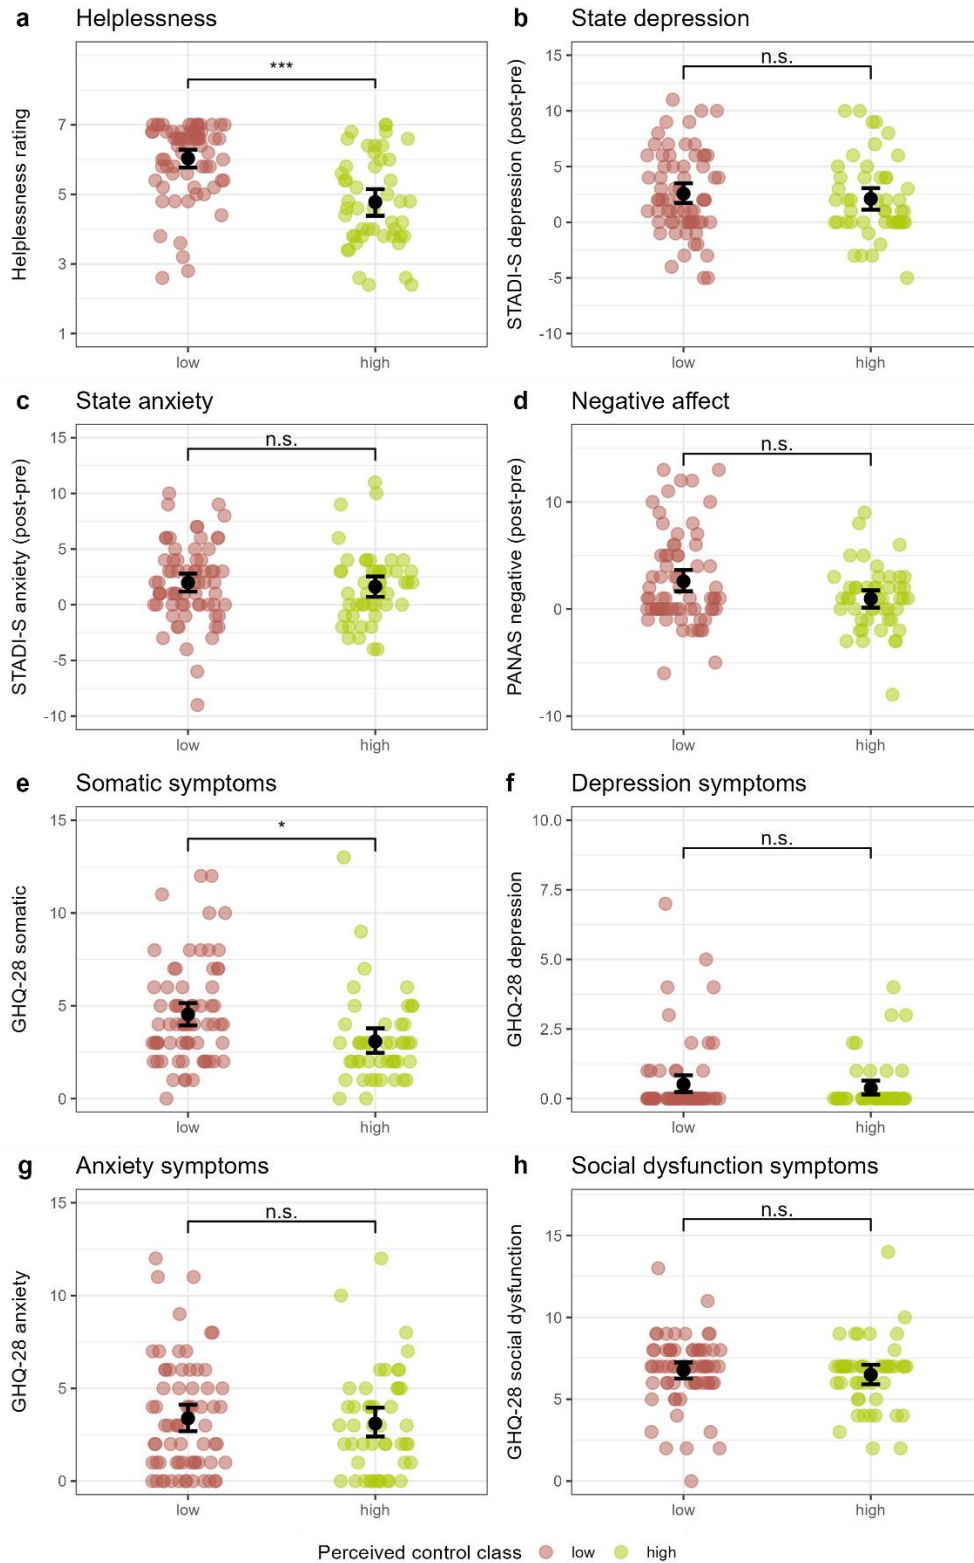 a Helplessness
***
Helplessness rating
7
5
3
1
low high
b State depression
n.s.
STADI-S depression (post-pre)
15
10
5
0
-5
-10
low high
c State anxiety
n.s.
STADI-S anxiety (post-pre)
15
10
5
0
-5
-10
low high
d Negative affect
n.s.
PANAS negative (post-pre)
10
0
-10
low high
e Somatic symptoms
*
GHQ-28 somatic
15
10
5
0
low high
f Depression symptoms
n.s.
GHQ-28 depression
10.0
7.5
5.0
2.5
0.0
low high
g Anxiety symptoms
n.s.
GHQ-28 anxiety
15
10
5
0
low high
h Social dysfunction symptoms
n.s.
GHQ-28 social dysfunction
15
10
5
0
low high
Perceived control class low high